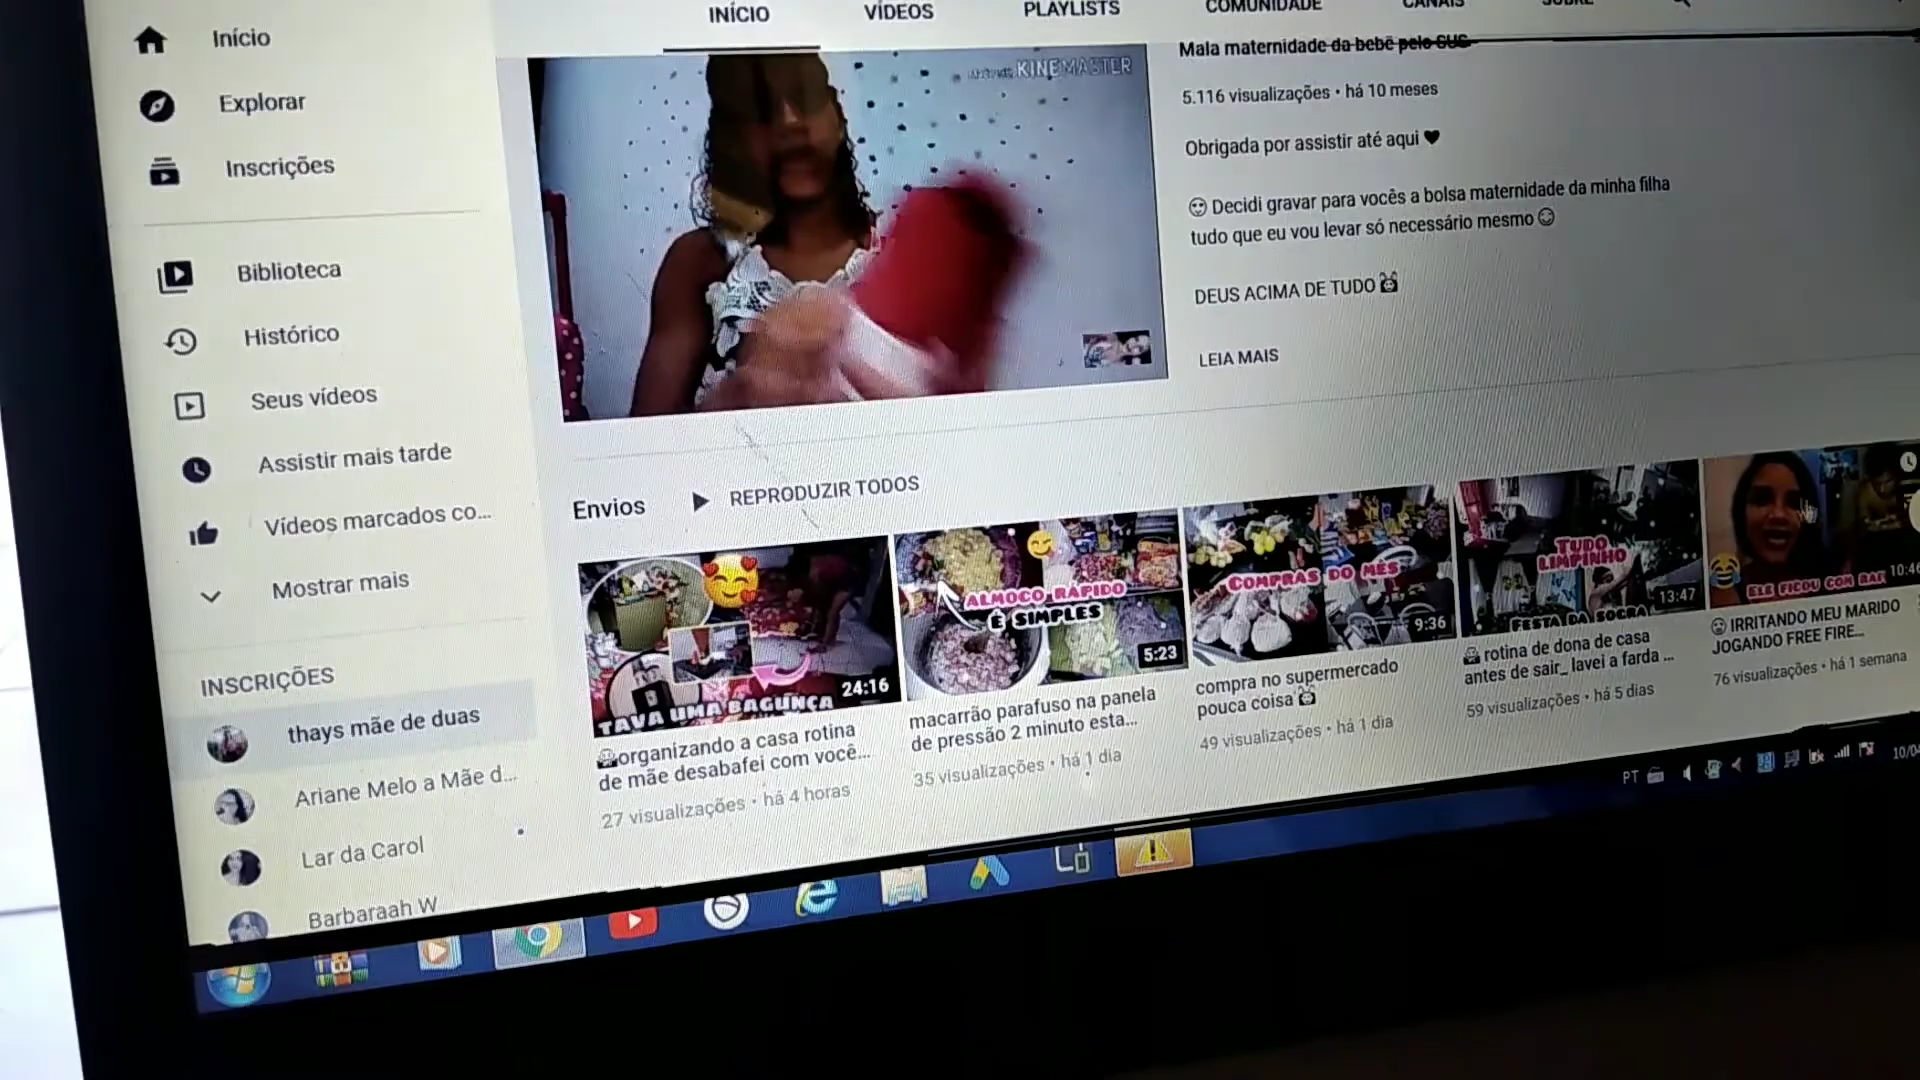 INÍCIO VÍDEOS PLAYLISTS COMUNIDADE CANAIS SOBRE
Início
Explorar
Inscrições
Biblioteca
Histórico
Seus vídeos
Assistir mais tarde
Vídeos marcados co...
Mostrar mais
INSCRIÇÕES
thays mãe de duas
Ariane Melo a Mãe d...
Lar da Carol
Barbaraah W
KINEMASTER
Mala maternidade da bebê pelo SUS
5.116 visualizações • há 10 meses
Obrigada por assistir até aqui ♥
😍 Decidi gravar para vocês a bolsa maternidade da minha filha
tudo que eu vou levar só necessário mesmo 😊
DEUS ACIMA DE TUDO
LEIA MAIS
Envios ▶ REPRODUZIR TODOS
TAVA UMA BAGUNÇA
24:16
organizando a casa rotina
de mãe desabafei com você...
27 visualizações • há 4 horas
ALMOÇO RÁPIDO
É SIMPLES
5:23
macarrão parafuso na panela
de pressão 2 minuto esta...
35 visualizações • há 1 dia
COMPRAS DO MÊS
9:36
compra no supermercado
pouca coisa
49 visualizações • há 1 dia
TUDO
LIMPINHO
13:47
FESTA DA SOGRA
rotina de dona de casa
antes de sair_ lavei a farda ...
59 visualizações • há 5 dias
10:46
ELE FICOU COM RAI
IRRITANDO MEU MARIDO
JOGANDO FREE FIRE...
76 visualizações • há 1 semana
PT
10/0